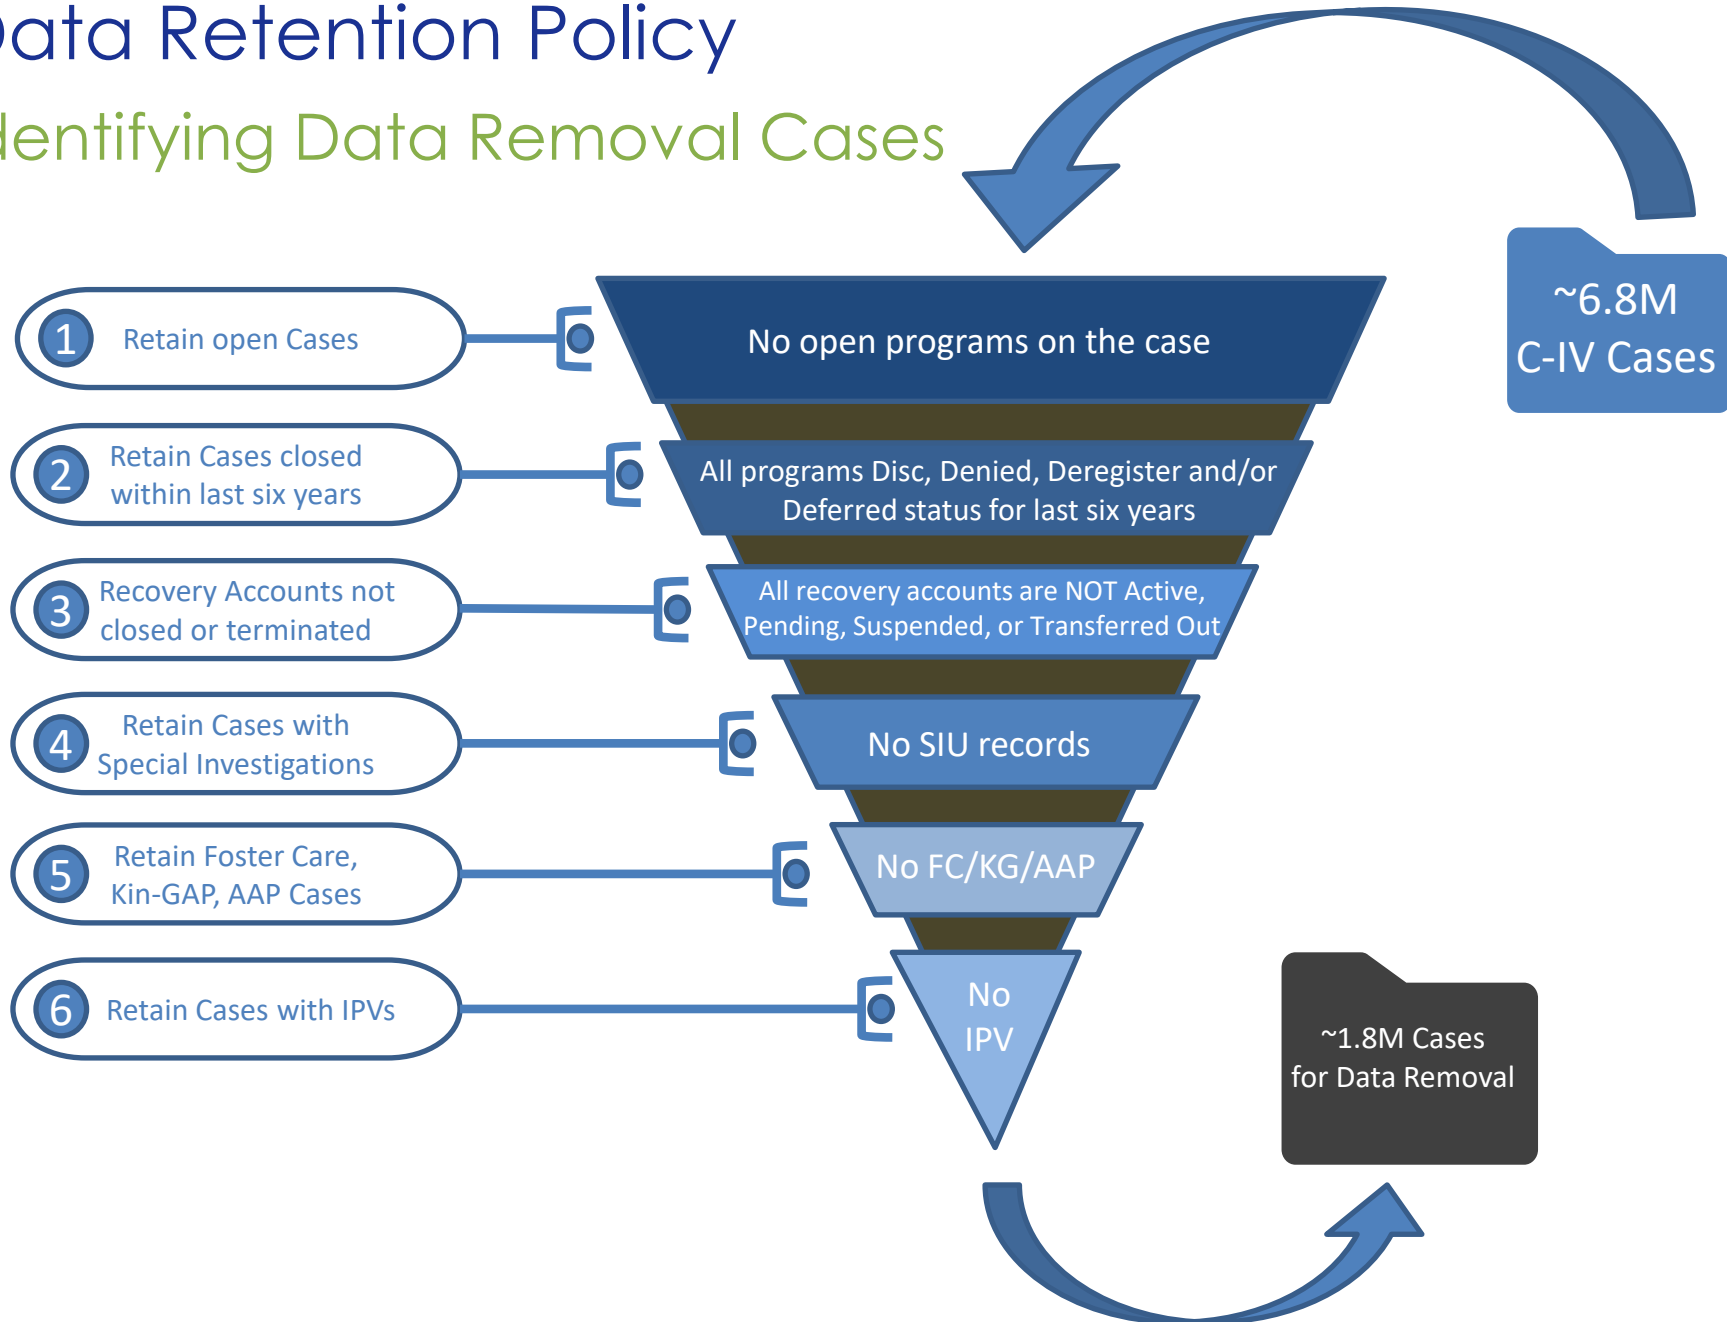 Data Retention Policy
Identifying Data Removal Cases
~6.8M
C-IV Cases
1
Retain open Cases
No open programs on the case
2
Retain Cases closed
within last six years
All programs Disc, Denied, Deregister and/or
Deferred status for last six years
3
Recovery Accounts not
closed or terminated
All recovery accounts are NOT Active,
Pending, Suspended, or Transferred Out
4
Retain Cases with
Special Investigations
No SIU records
5
Retain Foster Care,
Kin-GAP, AAP Cases
No FC/KG/AAP
6
Retain Cases with IPVs
No
IPV
~1.8M Cases
for Data Removal